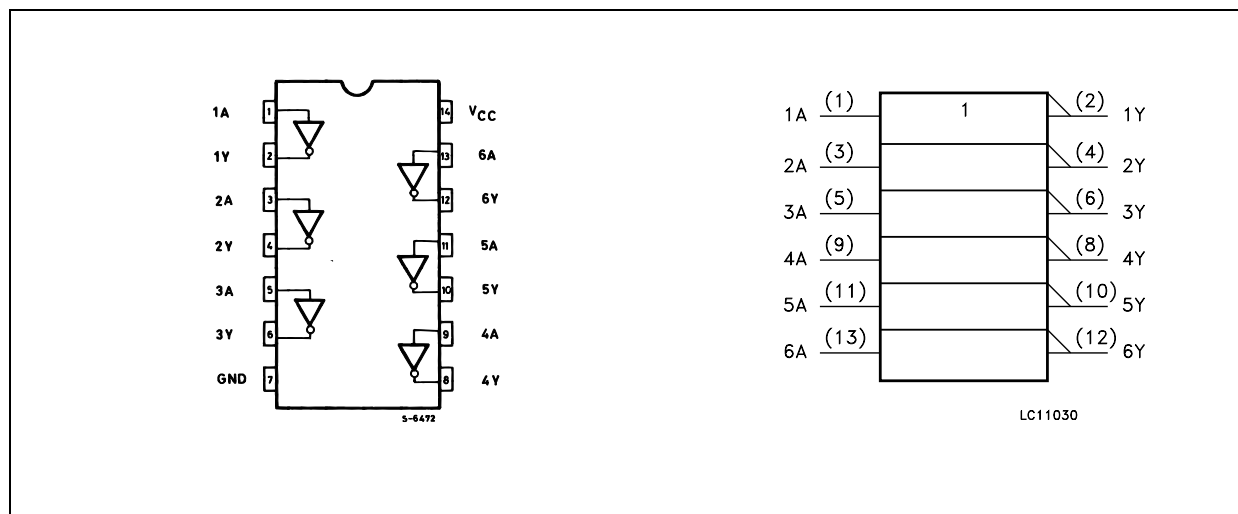 1A 1 14 VCC
1Y 2 13 6A
2A 3 12 6Y
2Y 4 11 5A
3A 5 10 5Y
3Y 6 9 4A
GND 7 8 4Y
S-6472
1A (1) 1 (2) 1Y
2A (3) (4) 2Y
3A (5) (6) 3Y
4A (9) (8) 4Y
5A (11) (10) 5Y
6A (13) (12) 6Y
LC11030